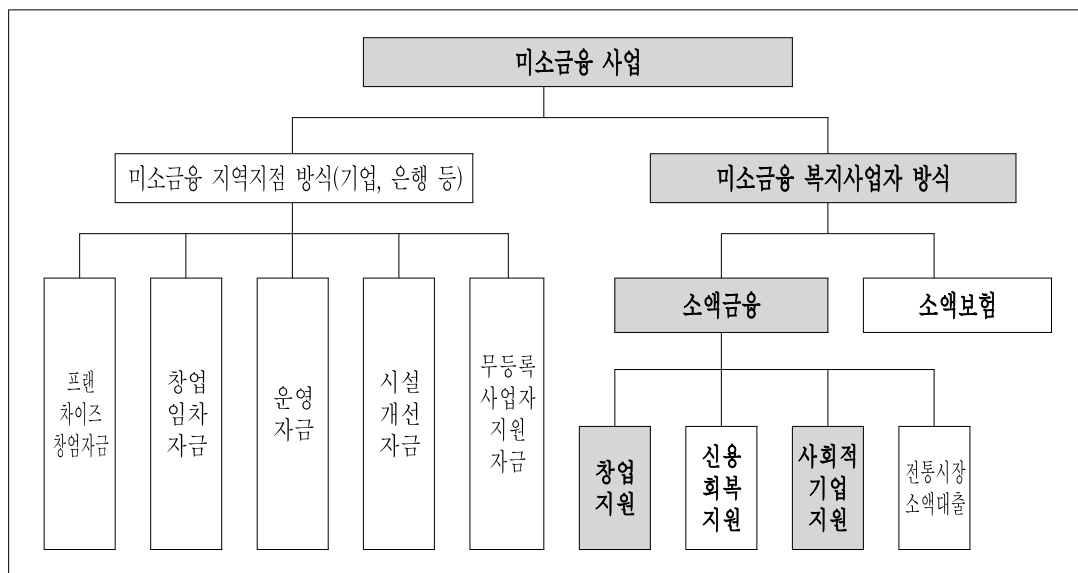 미소금융 사업
미소금융 지역지점 방식(기업, 은행 등)
미소금융 복지사업자 방식
소액금융
소액보험
프랜
차이즈
창업자금
창업
임차
자금
운영
자금
시설
개선
자금
무등록
사업자
지원
자금
창업
지원
신용
회복
지원
사회적
기업
지원
전통시장
소액대출